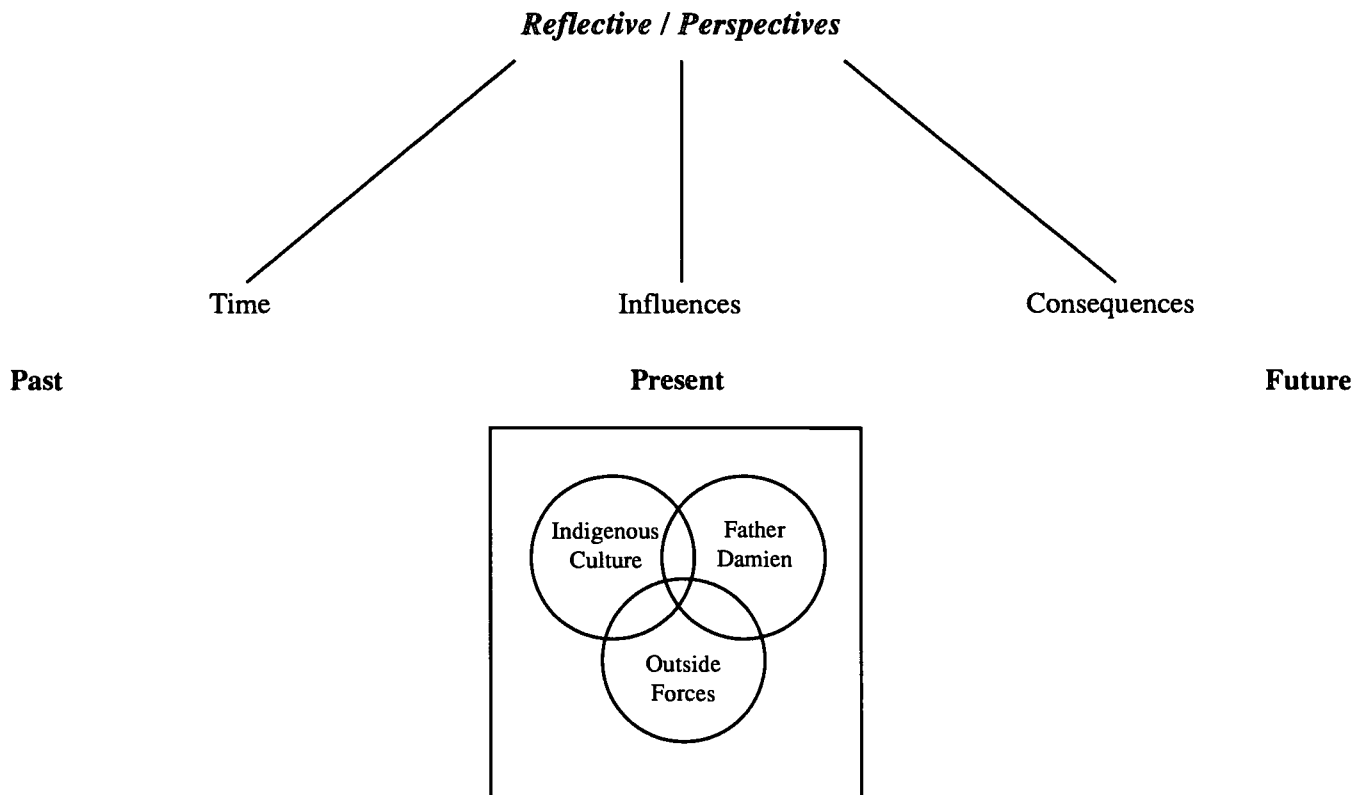 Reflective / Perspectives
Time Influences Consequences
Past Present Future
Indigenous
Culture
Father
Damien
Outside
Forces